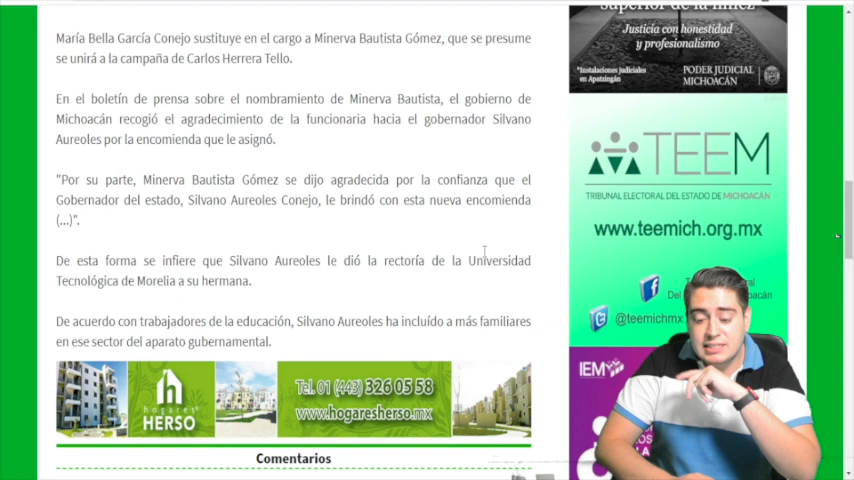 María Bella García Conejo sustituye en el cargo a Minerva Bautista Gómez, que se presume
se unirá a la campaña de Carlos Herrera Tello.
En el boletín de prensa sobre el nombramiento de Minerva Bautista, el gobierno de
Michoacán recogió el agradecimiento de la funcionaria hacia el gobernador Silvano
Aureoles por la encomienda que le asignó.
"Por su parte, Minerva Bautista Gómez se dijo agradecida por la confianza que el
Gobernador del estado, Silvano Aureoles Conejo, le brindó con esta nueva encomienda
(...)".
De esta forma se infiere que Silvano Aureoles le dió la rectoría de la Universidad
Tecnológica de Morelia a su hermana.
De acuerdo con trabajadores de la educación, Silvano Aureoles ha incluído a más familiares
en ese sector del aparato gubernamental.
hogares
HERSO
Tel. 01 (443) 326 05 58
www.hogaresherso.mx
Comentarios
superior de la niñez
Justicia con honestidad
y profesionalismo
*Instalaciones judiciales
en Apatzingán
PODER JUDICIAL
MICHOACÁN
TEEM
TRIBUNAL ELECTORAL DEL ESTADO DE MICHOACÁN
www.teemich.org.mx
Del
@teemichmx
IEM